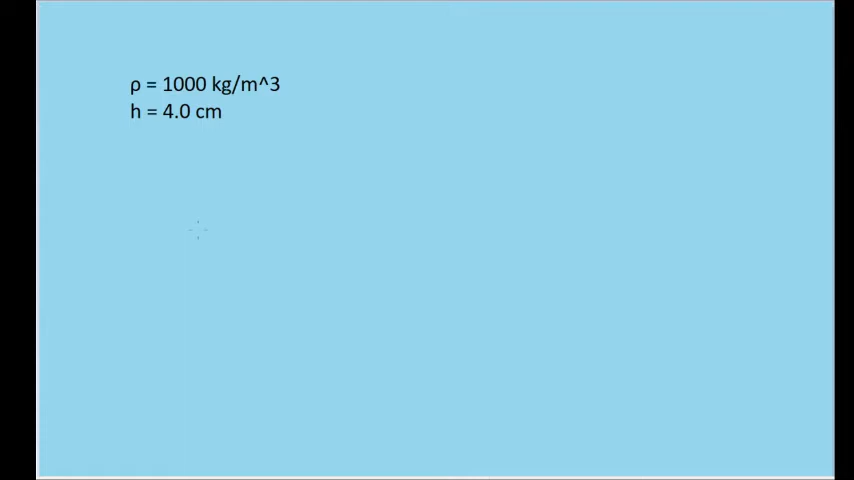 ρ = 1000 kg/m^3
h = 4.0 cm